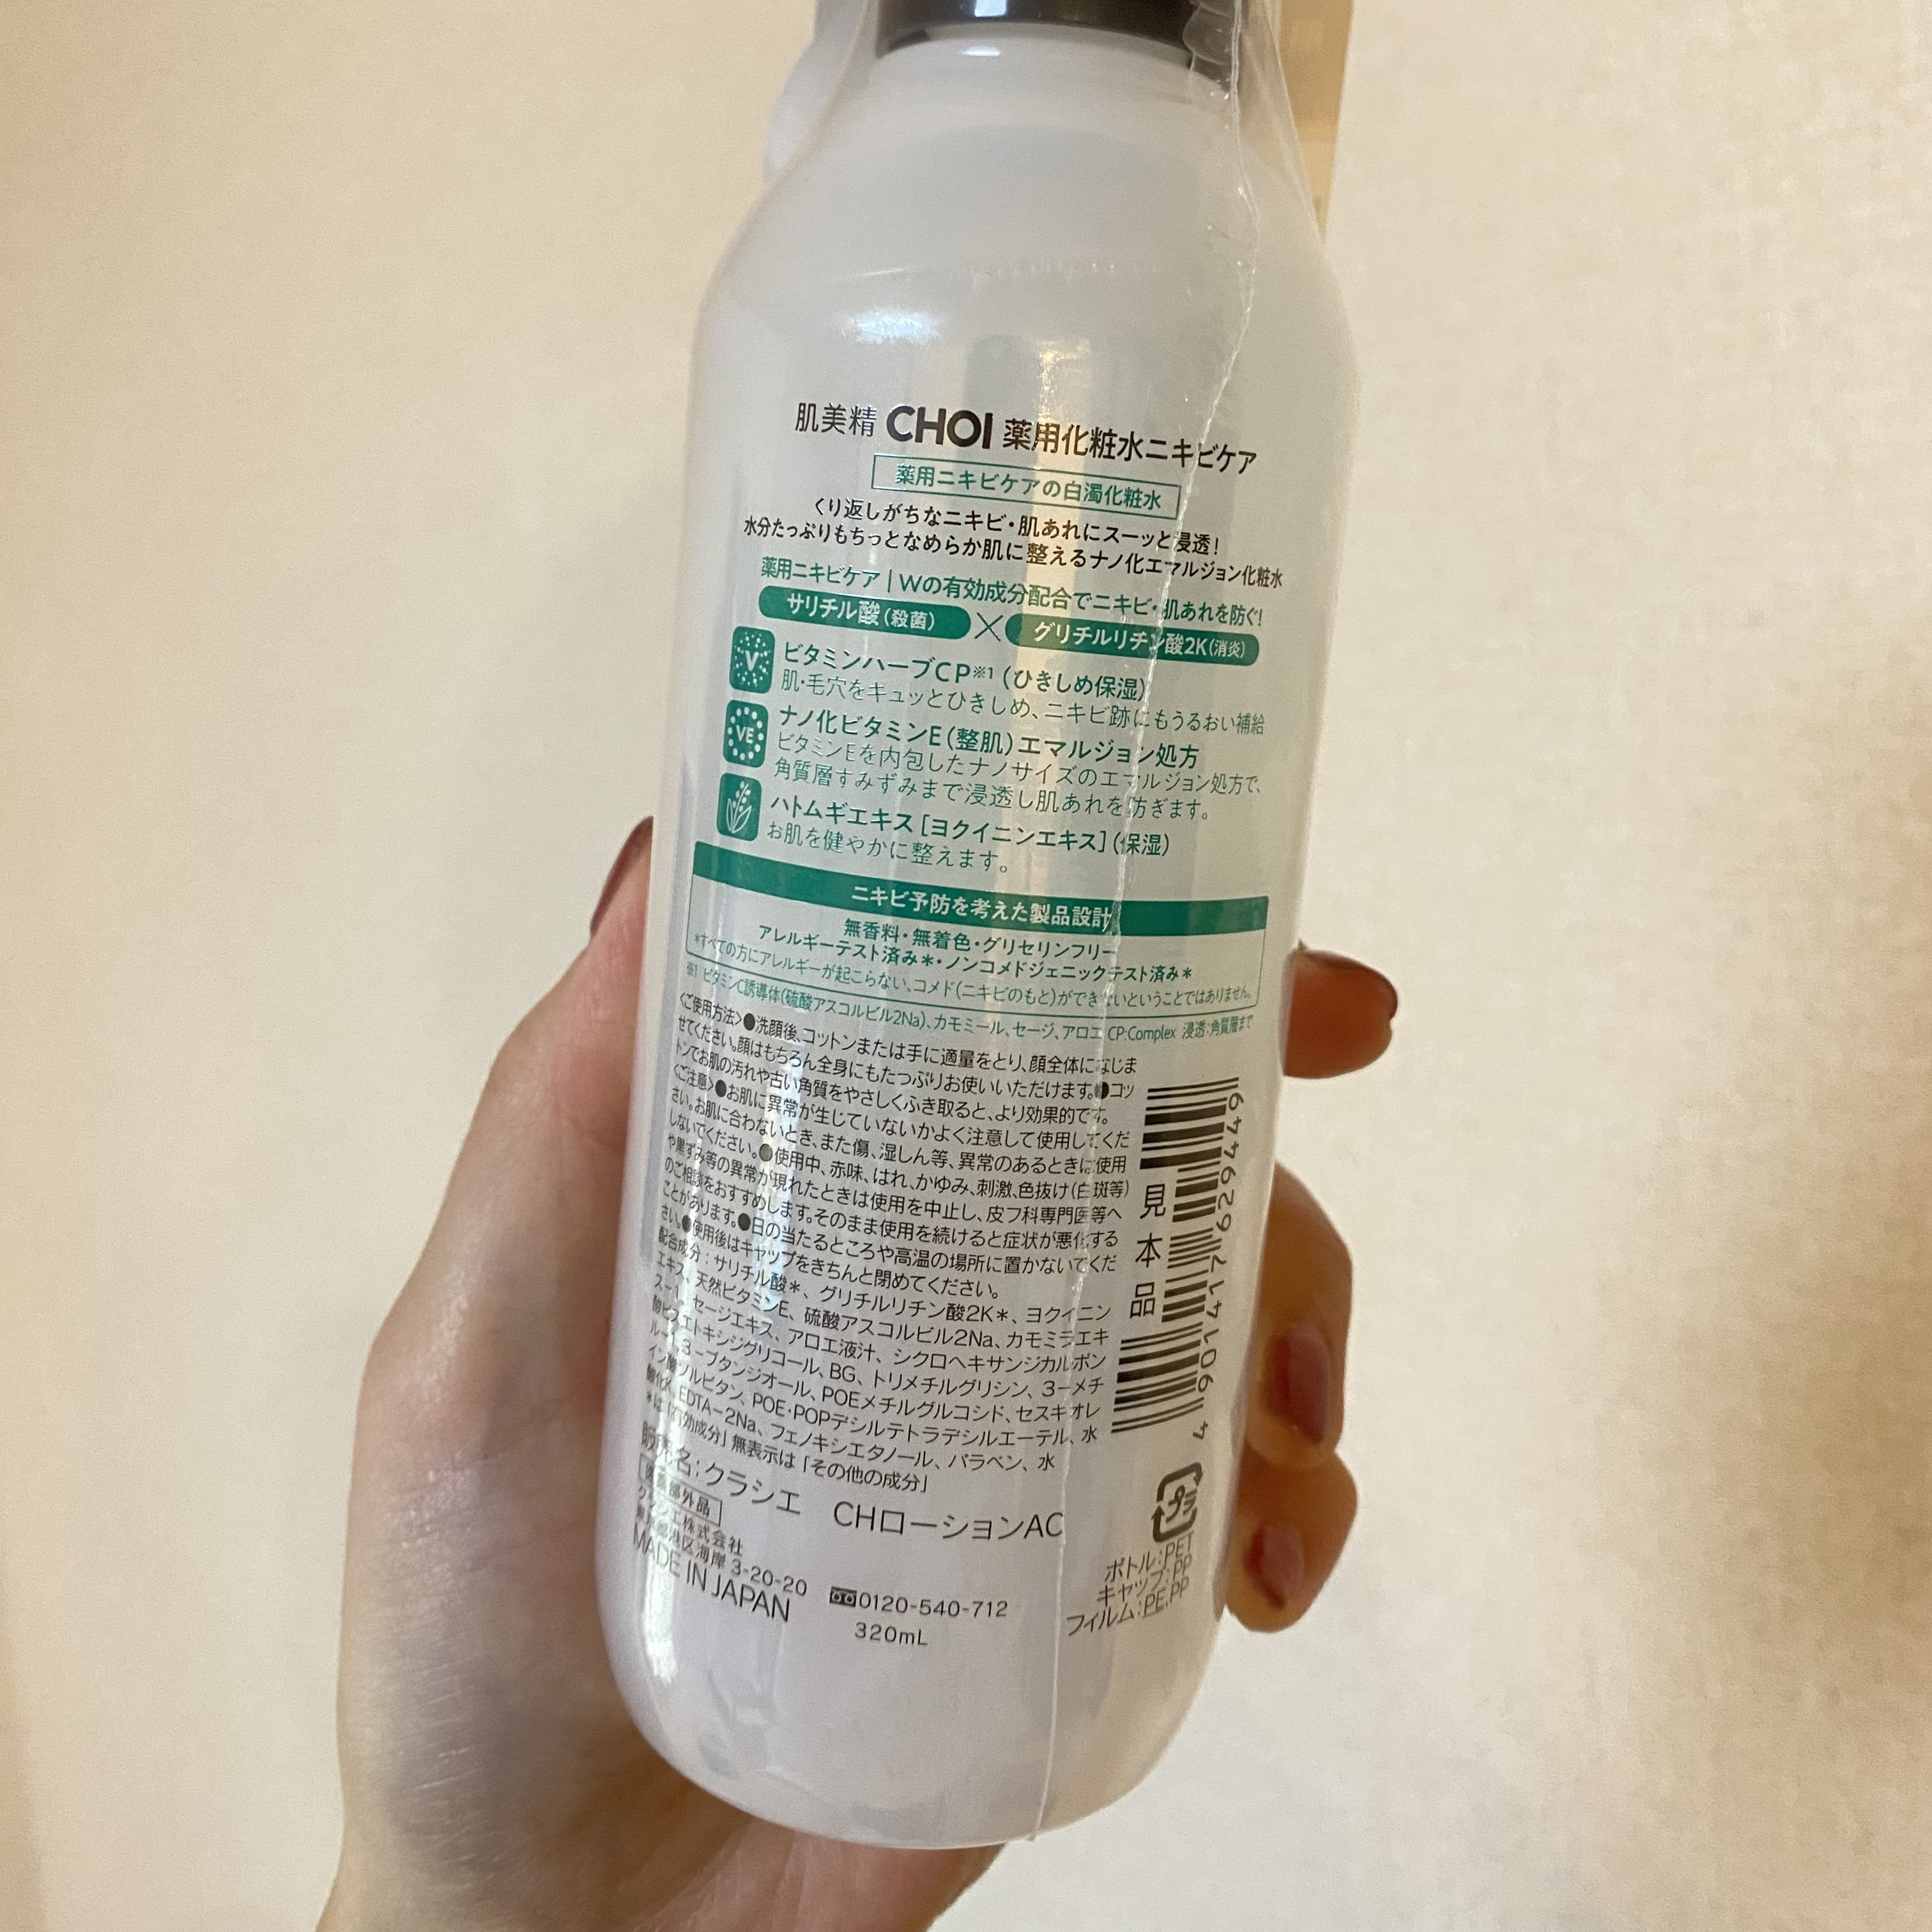 肌美精 CHOI 薬用化粧水ニキビケア
薬用ニキビケアの白濁化粧水
くり返しがちなニキビ・肌あれにスーッと浸透!
水分たっぷりもちっとなめらか肌に整えるナノ化エマルジョン化粧水
薬用ニキビケア|Wの有効成分配合でニキビ・肌あれを防ぐ!
サリチル酸(殺菌)×グリチルリチン酸2K(消炎)
V ビタミンハーブCP※1(ひきしめ保湿)
肌・毛穴をキュッとひきしめ、ニキビ跡にもうるおい補給
VE ナノ化ビタミンE(整肌)エマルジョン処方
ビタミンEを内包したナノサイズのエマルジョン処方で、
角質層すみずみまで浸透し肌あれを防ぎます。
ハトムギエキス[ヨクイニンエキス](保湿)
お肌を健やかに整えます。
ニキビ予防を考えた製品設計
無香料・無着色・グリセリンフリー
アレルギーテスト済み*・ノンコメドジェニックテスト済み*
*すべての方にアレルギーが起こらない、コメド(ニキビのもと)ができないということではありません。
※1 ビタミンC誘導体(硫酸アスコルビル2Na)、カモミール、セージ、アロエ CP:Complex 浸透:角質層まで
〈ご使用方法〉●洗顔後、コットンまたは手に適量をとり、顔全体になじま
せてください。顔はもちろん全身にもたっぷりお使いいただけます。●コッ
トンでお肌の汚れや古い角質をやさしくふき取ると、より効果的です。
〈ご注意〉●お肌に異常が生じていないかよく注意して使用してくだ
さい。お肌に合わないとき、また傷、湿しん等、異常のあるときは使用
しないでください。●使用中、赤味、はれ、かゆみ、刺激、色抜け(白斑等)
や黒ずみ等の異常が現れたときは使用を中止し、皮フ科専門医等へ
のご相談をおすすめします。そのまま使用を続けると症状が悪化する
ことがあります。●日の当たるところや高温の場所に置かないでくだ
さい。●使用後はキャップをきちんと閉めてください。
配合成分:サリチル酸*、グリチルリチン酸2K*、ヨクイニン
エキス、天然ビタミンE、硫酸アスコルビル2Na、カモミラエキ
ス-1、セージエキス、アロエ液汁、シクロヘキサンジカルボン
酸ビスエトキシジグリコール、BG、トリメチルグリシン、3-メチ
ル-1,3-ブタンジオール、POEメチルグルコシド、セスキオレ
イン酸ソルビタン、POE・POPデシルテトラデシルエーテル、水
酸化K、EDTA-2Na、フェノキシエタノール、パラベン、水
*は「有効成分」無表示は「その他の成分」
販売名:クラシエ CHローションAC
医薬部外品
クラシエ株式会社
東京都港区海岸3-20-20
MADE IN JAPAN
0120-540-712
320mL
見本品
4 901417 629449
プラ
ボトル:PET
キャップ:PP
フィルム:PE,PP